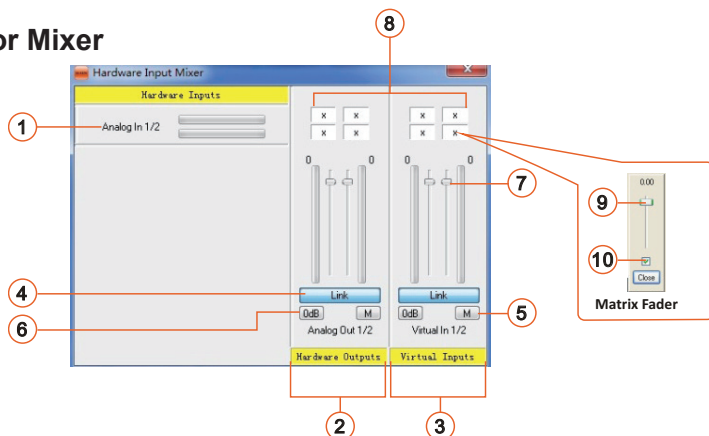 or Mixer
8
Hardware Input Mixer
Hardware Inputs
1
Analog In 1/2
x x x x
x x x x
0 0 0 0
7
0.00
9
10
Close
Matrix Fader
4
Link Link
6
0dB M 0dB M
5
Analog Out 1/2 Virtual In 1/2
Hardware Outputs Virtual Inputs
2 3